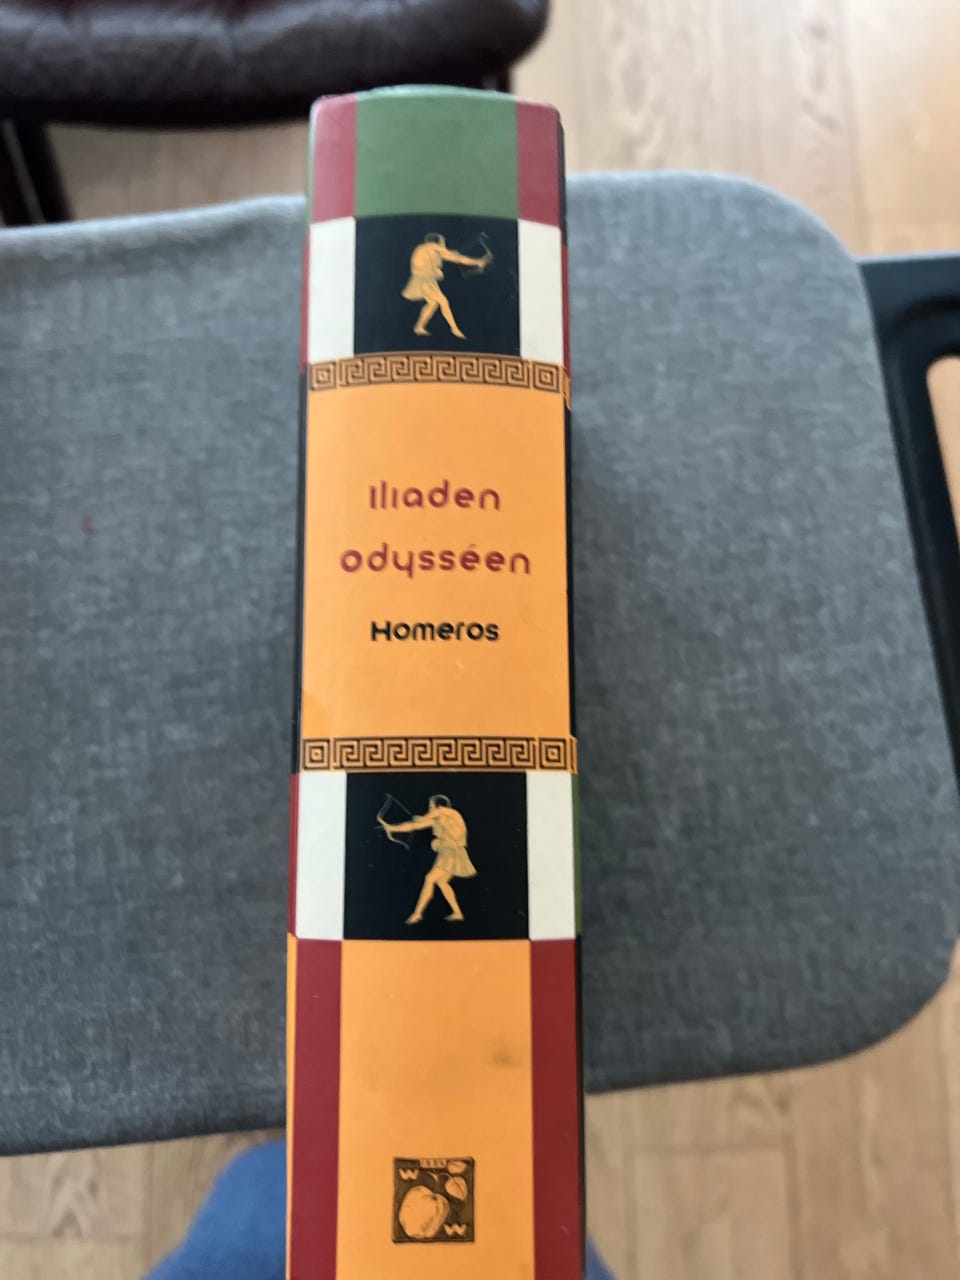 Iliaden
Odysséen
Homeros
W
W